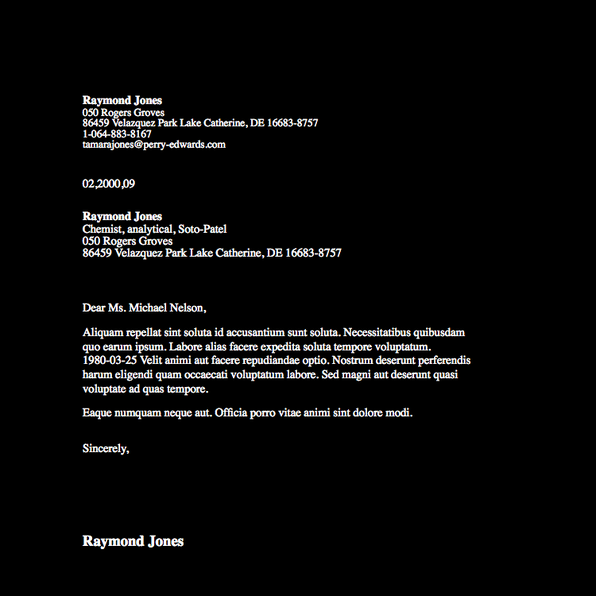 Raymond Jones
050 Rogers Groves
86459 Velazquez Park Lake Catherine, DE 16683-8757
1-064-883-8167
tamarajones@perry-edwards.com
02,2000,09
Raymond Jones
Chemist, analytical, Soto-Patel
050 Rogers Groves
86459 Velazquez Park Lake Catherine, DE 16683-8757
Dear Ms. Michael Nelson,
Aliquam repellat sint soluta id accusantium sunt soluta. Necessitatibus quibusdam
quo earum ipsum. Labore alias facere expedita soluta tempore voluptatum.
1980-03-25 Velit animi aut facere repudiandae optio. Nostrum deserunt perferendis
harum eligendi quam occaecati voluptatum labore. Sed magni aut deserunt quasi
voluptate ad quas tempore.
Eaque numquam neque aut. Officia porro vitae animi sint dolore modi.
Sincerely,
Raymond Jones